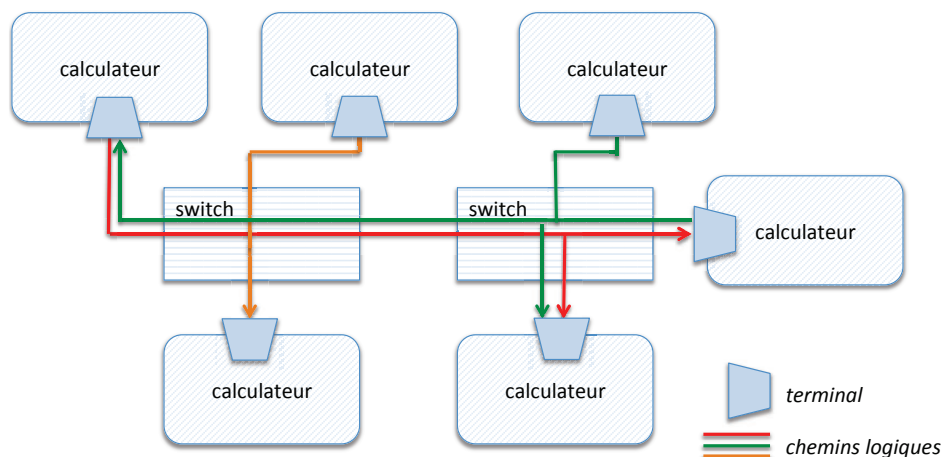 calculateur
calculateur
calculateur
switch
switch
calculateur
calculateur
calculateur
terminal
chemins logiques